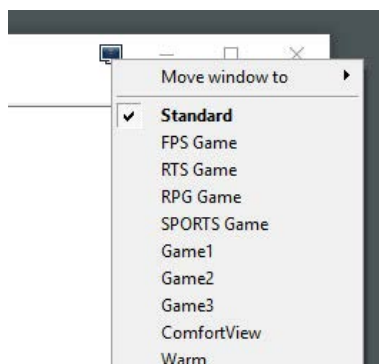 Move window to
Standard
FPS Game
RTS Game
RPG Game
SPORTS Game
Game1
Game2
Game3
ComfortView
Warm